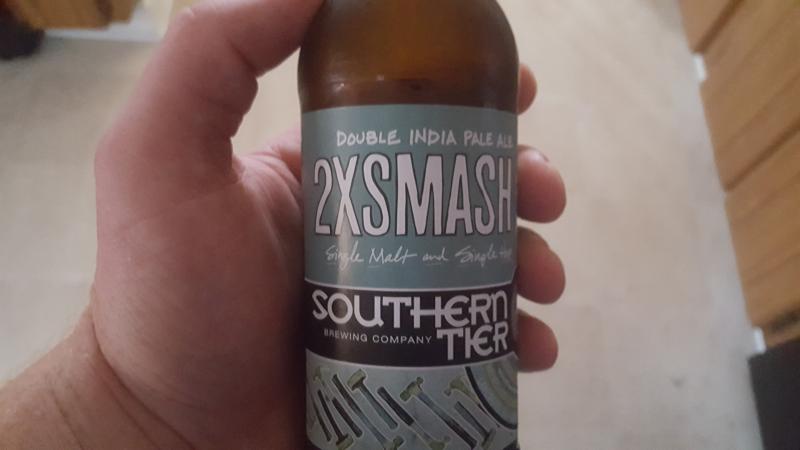 DOUBLE INDIA PALE ALE
2XSMASH
Single Malt and Single Hop
SOUTHERN
BREWING COMPANY TIER